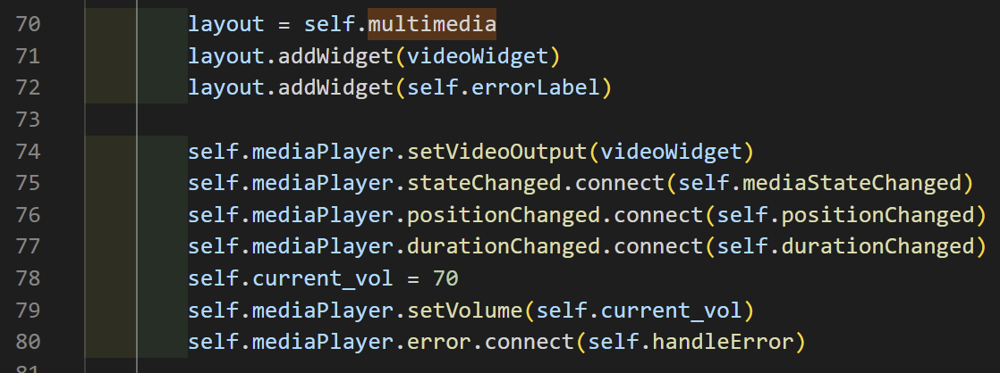 70 layout = self.multimedia
71 layout.addWidget(videoWidget)
72 layout.addWidget(self.errorLabel)
73
74 self.mediaPlayer.setVideoOutput(videoWidget)
75 self.mediaPlayer.stateChanged.connect(self.mediaStateChanged)
76 self.mediaPlayer.positionChanged.connect(self.positionChanged)
77 self.mediaPlayer.durationChanged.connect(self.durationChanged)
78 self.current_vol = 70
79 self.mediaPlayer.setVolume(self.current_vol)
80 self.mediaPlayer.error.connect(self.handleError)
81